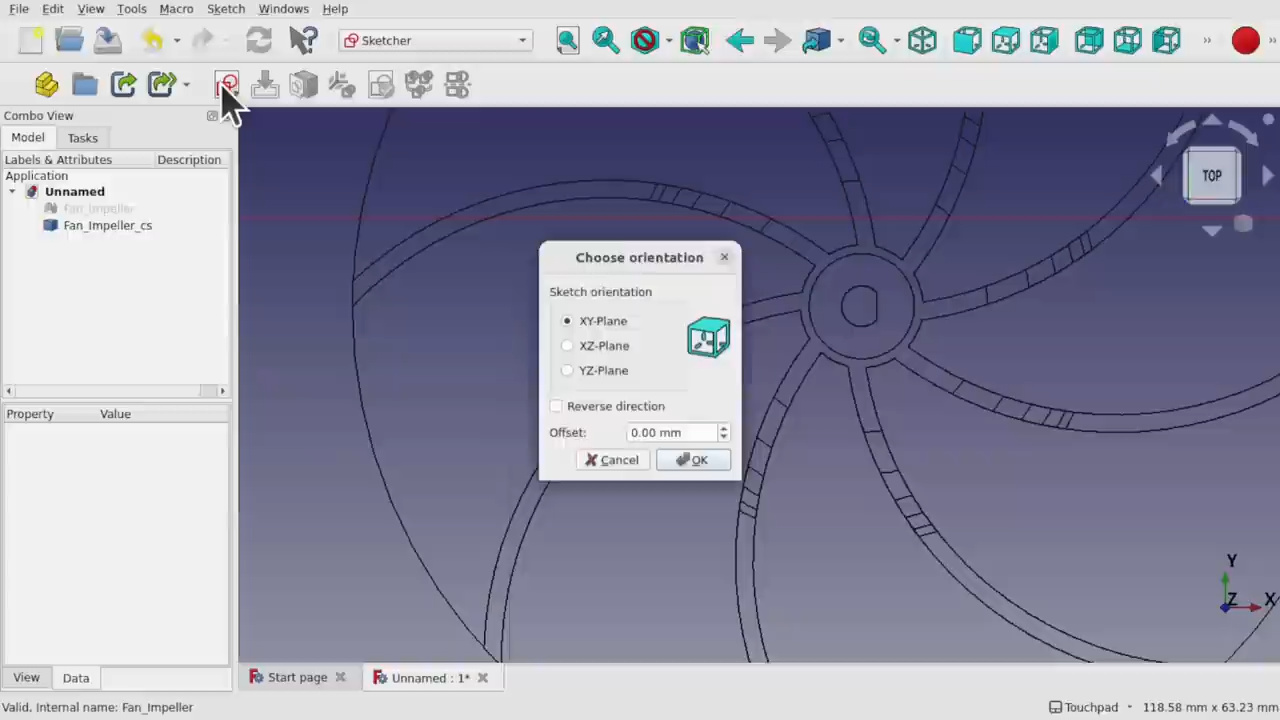 File Edit View Tools Macro Sketch Windows Help
Sketcher
Combo View
Model Tasks
Labels & Attributes Description
Application
Unnamed
Fan_Impeller
Fan_Impeller_cs
Property Value
View Data
Choose orientation
Sketch orientation
XY-Plane
XZ-Plane
YZ-Plane
Reverse direction
Offset: 0.00 mm
Cancel OK
TOP
Y
Z X
Start page Unnamed : 1*
Valid, Internal name: Fan_Impeller Touchpad 118.58 mm x 63.23 mm